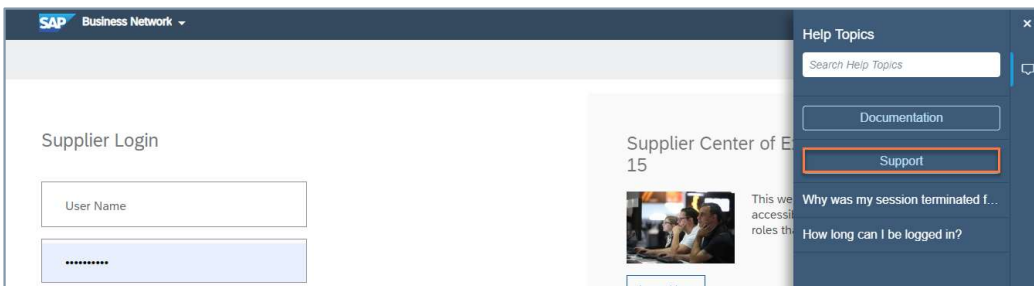 SAP Business Network
Supplier Login
User Name
••••••••••
Supplier Center of
15
This we
accessi
roles tha
Help Topics
Search Help Topics
Documentation
Support
Why was my session terminated f...
How long can I be logged in?